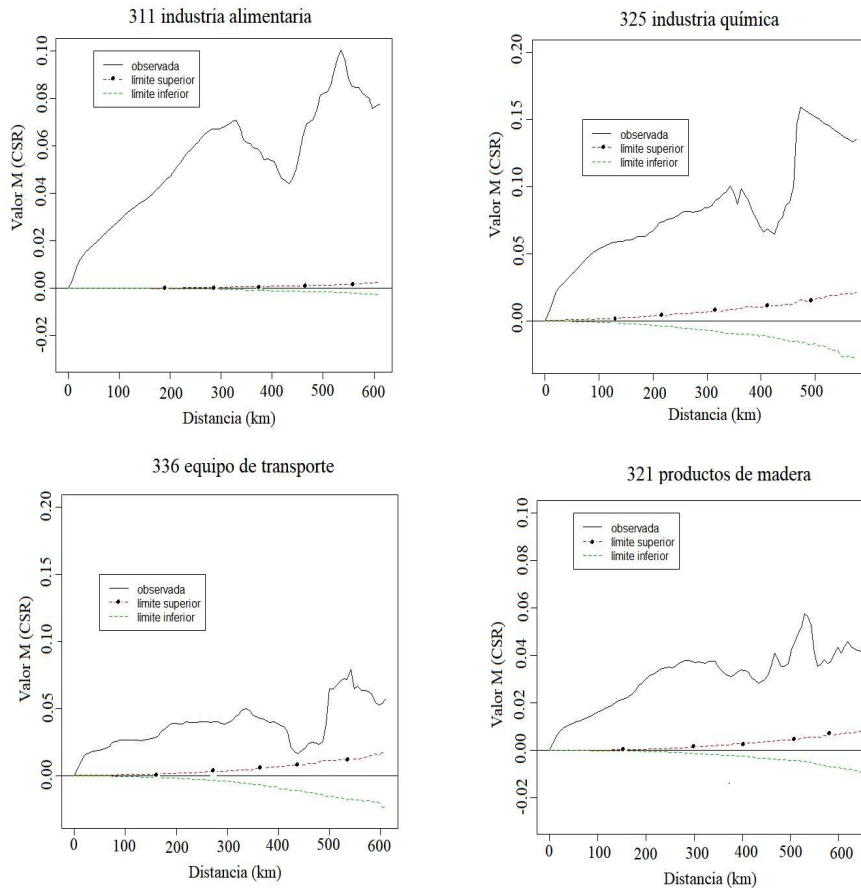 311 industria alimentaria
Valor M (CSR)
0.10
0.08
0.06
0.04
0.02
0.00
-0.02
observada
límite superior
límite inferior
0 100 200 300 400 500 600
Distancia (km)
325 industria química
Valor M (CSR)
0.20
0.15
0.10
0.05
0.00
observada
límite superior
límite inferior
0 100 200 300 400 500
Distancia (km)
336 equipo de transporte
Valor M (CSR)
0.20
0.15
0.10
0.05
0.00
observada
límite superior
límite inferior
0 100 200 300 400 500 600
Distancia (km)
321 productos de madera
Valor M (CSR)
0.10
0.08
0.06
0.04
0.02
0.00
-0.02
observada
límite superior
límite inferior
0 100 200 300 400 500 600
Distancia (km)